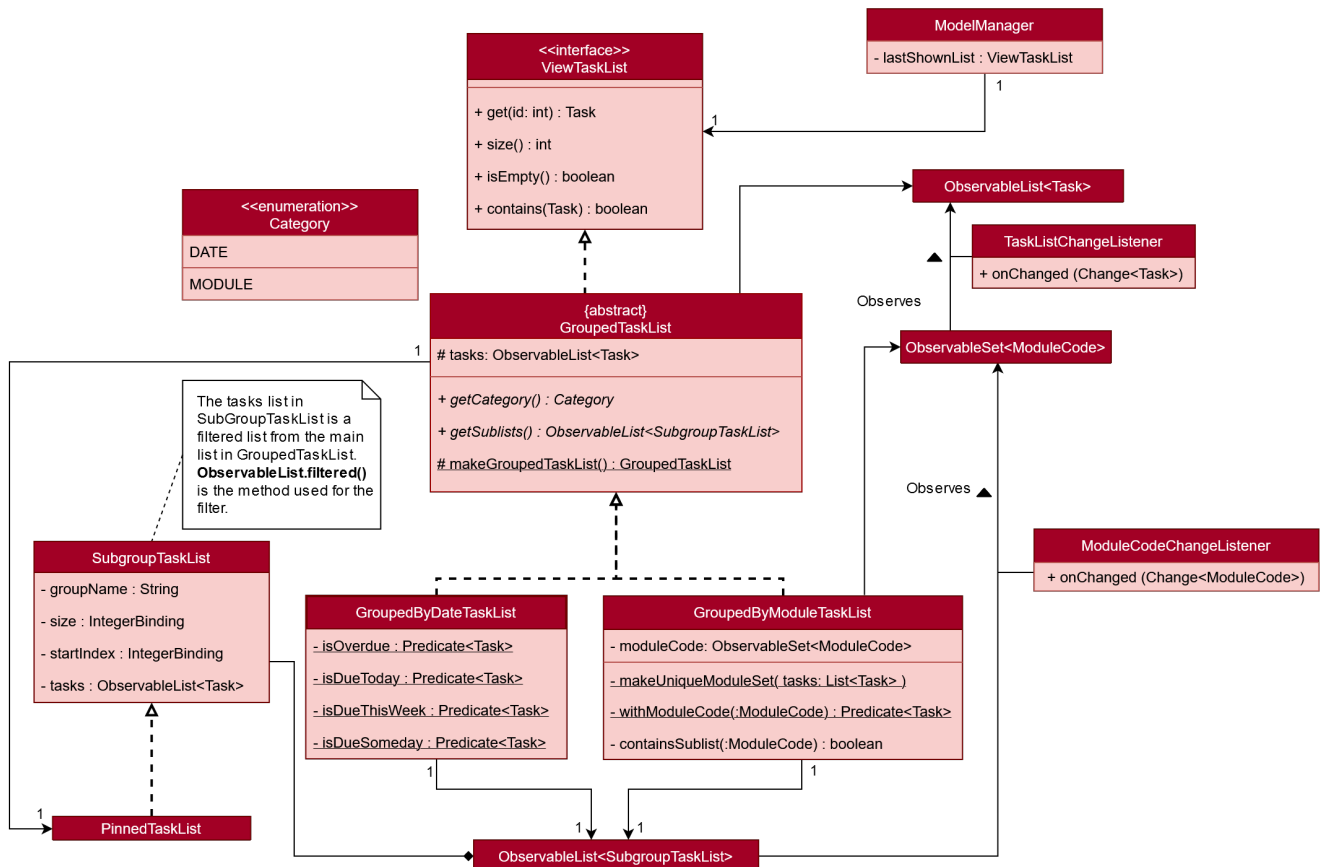 <<interface>>
ViewTaskList
+ get(id: int) : Task
+ size() : int
+ isEmpty() : boolean
+ contains(Task) : boolean
ModelManager
- lastShownList : ViewTaskList
1
1
<<enumeration>>
Category
DATE
MODULE
ObservableList<Task>
TaskListChangeListener
+ onChanged (Change<Task>)
Observes
ObservableSet<ModuleCode>
{abstract}
GroupedTaskList
# tasks: ObservableList<Task>
+ getCategory() : Category
+ getSublists() : ObservableList<SubgroupTaskList>
# makeGroupedTaskList() : GroupedTaskList
1
The tasks list in
SubGroupTaskList is a
filtered list from the main
list in GroupedTaskList.
ObservableList.filtered()
is the method used for the
filter.
Observes
ModuleCodeChangeListener
+ onChanged (Change<ModuleCode>)
SubgroupTaskList
- groupName : String
- size : IntegerBinding
- startIndex : IntegerBinding
- tasks : ObservableList<Task>
GroupedByDateTaskList
- isOverdue : Predicate<Task>
- isDueToday : Predicate<Task>
- isDueThisWeek : Predicate<Task>
- isDueSomeday : Predicate<Task>
GroupedByModuleTaskList
- moduleCode: ObservableSet<ModuleCode>
- makeUniqueModuleSet( tasks: List<Task> )
- withModuleCode(:ModuleCode) : Predicate<Task>
- containsSublist(:ModuleCode) : boolean
1
1
1
PinnedTaskList
1
1
ObservableList<SubgroupTaskList>